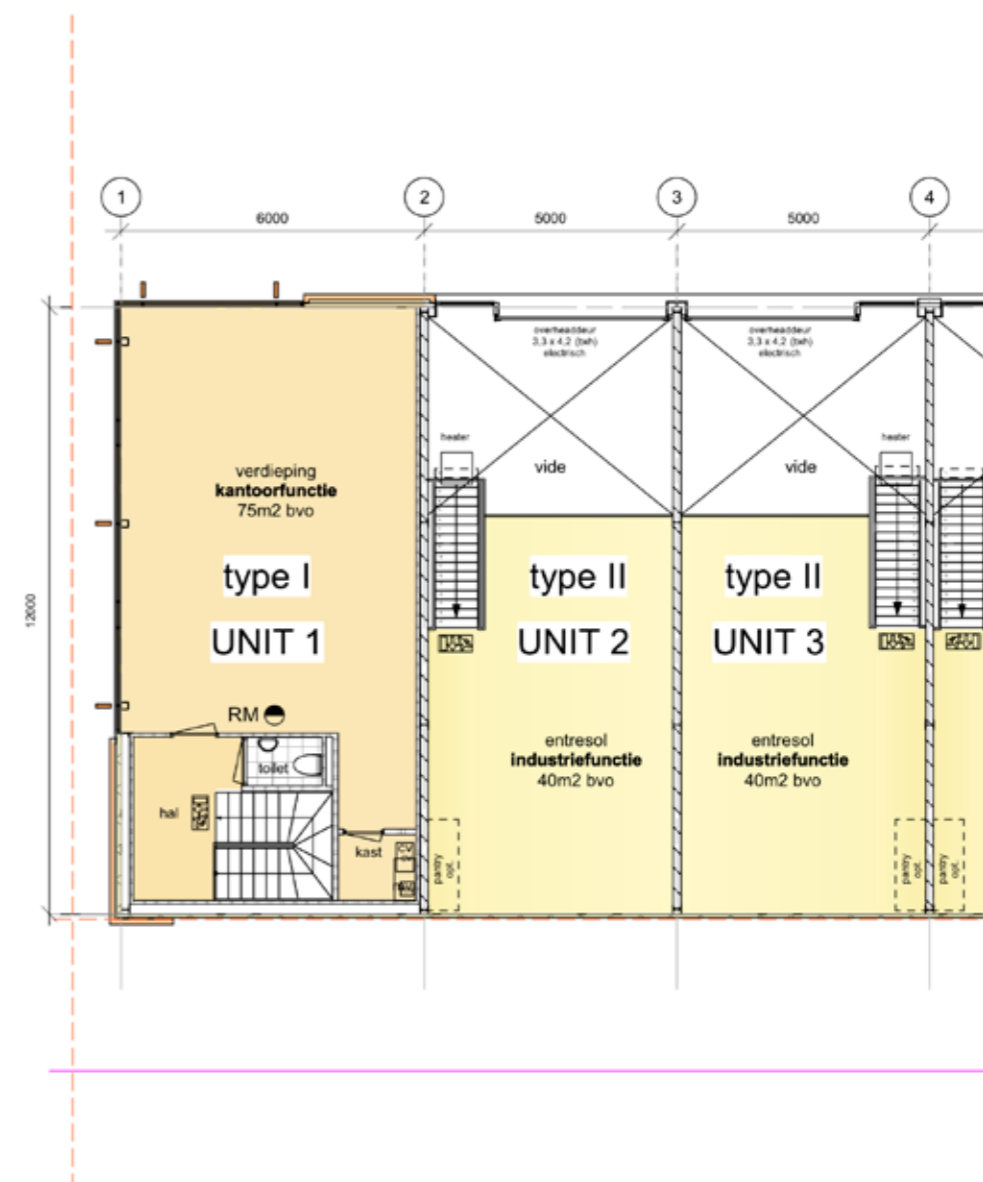 1
2
3
4
6000
5000
5000
12000
overheaddeur
3,3 x 4,2 (bxh)
electrisch
overheaddeur
3,3 x 4,2 (bxh)
electrisch
heater
heater
vide
vide
verdieping
kantoorfunctie
75m2 bvo
type I
UNIT 1
type II
UNIT 2
type II
UNIT 3
RM
entresol
industriefunctie
40m2 bvo
entresol
industriefunctie
40m2 bvo
toilet
hal
kast
pantry
opt.
pantry
opt.
pantry
opt.